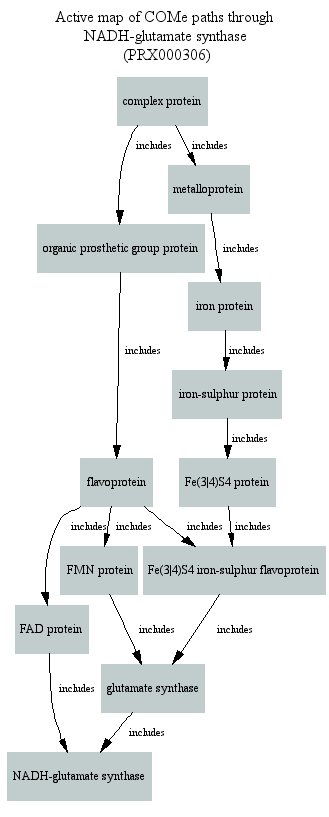 Active map of COMe paths through
NADH-glutamate synthase
(PRX000306)
complex protein
includes
includes
metalloprotein
organic prosthetic group protein
includes
iron protein
includes
includes
iron-sulphur protein
includes
flavoprotein
Fe(3|4)S4 protein
includes
includes
includes
includes
FMN protein
Fe(3|4)S4 iron-sulphur flavoprotein
FAD protein
includes
includes
glutamate synthase
includes
includes
NADH-glutamate synthase